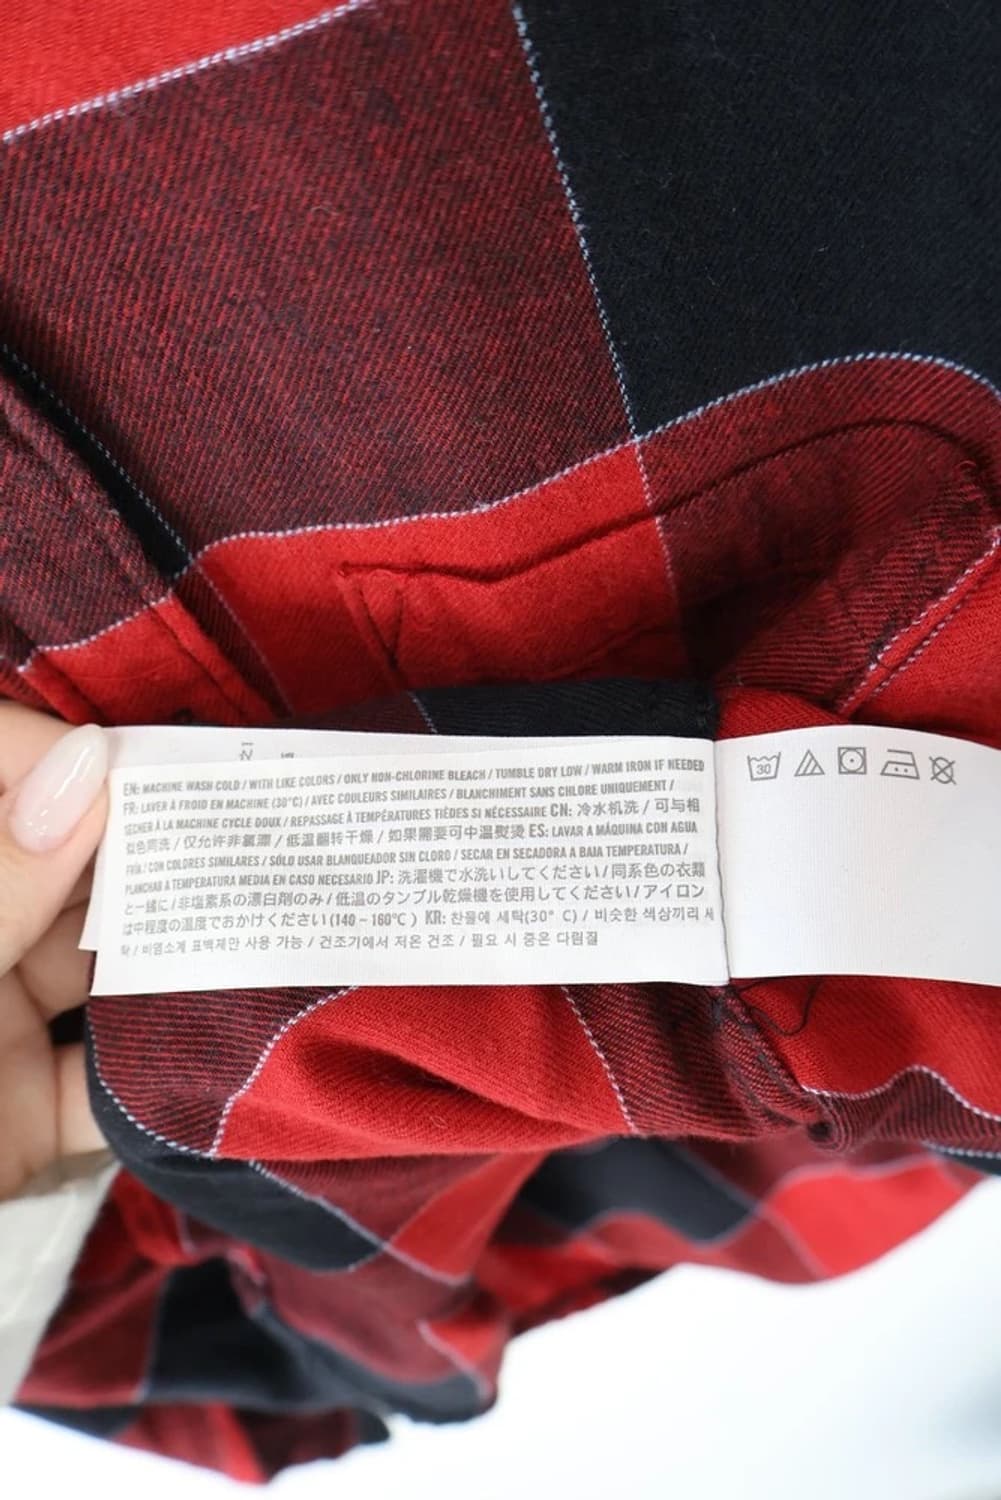 EN: MACHINE WASH COLD / WITH LIKE COLORS / ONLY NON-CHLORINE BLEACH / TUMBLE DRY LOW / WARM IRON IF NEEDED
FR: LAVER À FROID EN MACHINE (30°C) / AVEC COULEURS SIMILAIRES / BLANCHIMENT SANS CHLORE UNIQUEMENT /
SÉCHER À LA MACHINE CYCLE DOUX / REPASSAGE À TEMPÉRATURES TIÈDES SI NÉCESSAIRE CN: 冷水机洗 / 可与相
似色同洗 / 仅允许非氯漂 / 低温翻转干燥 / 如果需要可中温熨烫 ES: LAVAR A MÁQUINA CON AGUA
FRÍA / CON COLORES SIMILARES / SÓLO USAR BLANQUEADOR SIN CLORO / SECAR EN SECADORA A BAJA TEMPERATURA /
PLANCHAR A TEMPERATURA MEDIA EN CASO NECESARIO JP: 洗濯機で水洗いしてください/同系色の衣類
と一緒に/非塩素系の漂白剤のみ/低温のタンブル乾燥機を使用してください/アイロン
は中程度の温度でおかけください(140 ~ 160℃) KR: 찬물에 세탁(30° C) / 비슷한 색상끼리 세
탁 / 비염소계 표백제만 사용 가능 / 건조기에서 저온 건조 / 필요 시 중온 다림질
30